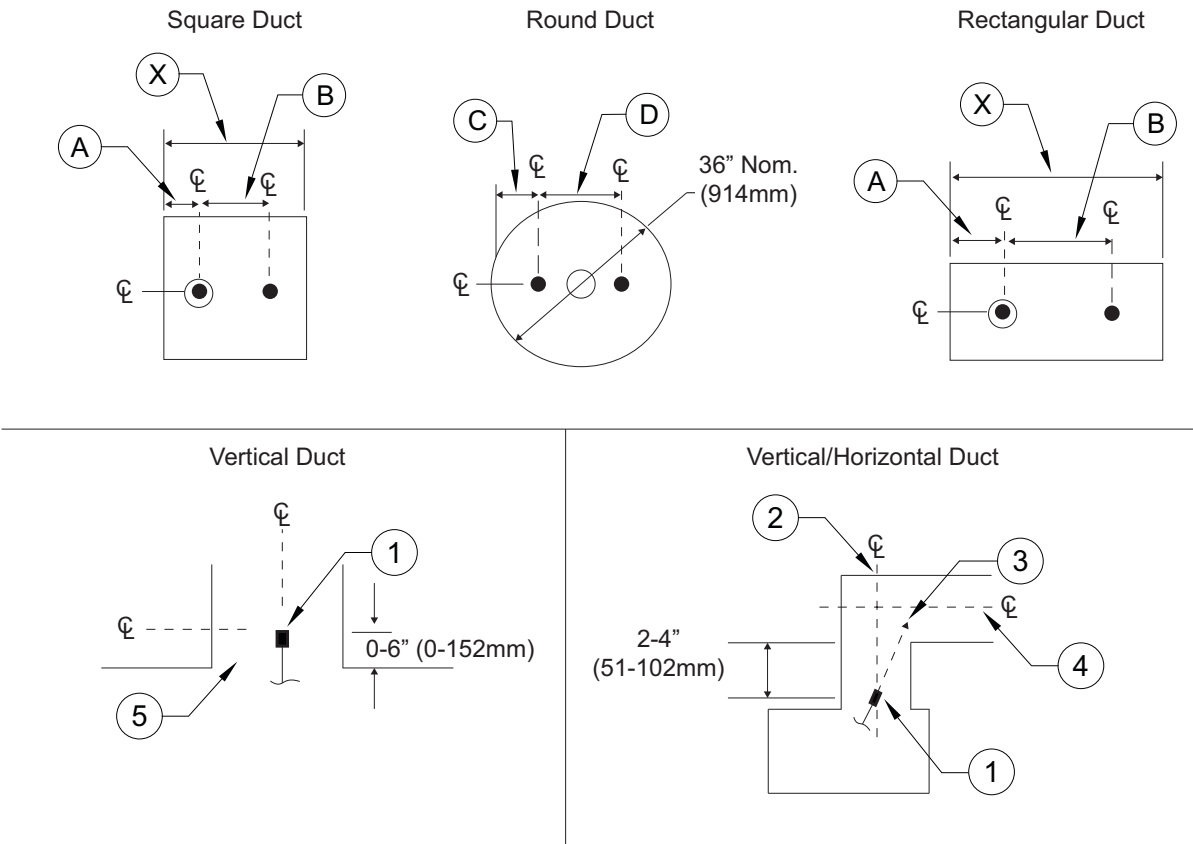 Square Duct
Round Duct
Rectangular Duct
X
B
A
℄
℄
℄
C
D
℄
℄
℄
36” Nom.
(914mm)
X
B
A
℄
℄
℄
Vertical Duct
℄
1
℄
0-6” (0-152mm)
5
Vertical/Horizontal Duct
2
℄
3
℄
2-4”
(51-102mm)
4
1